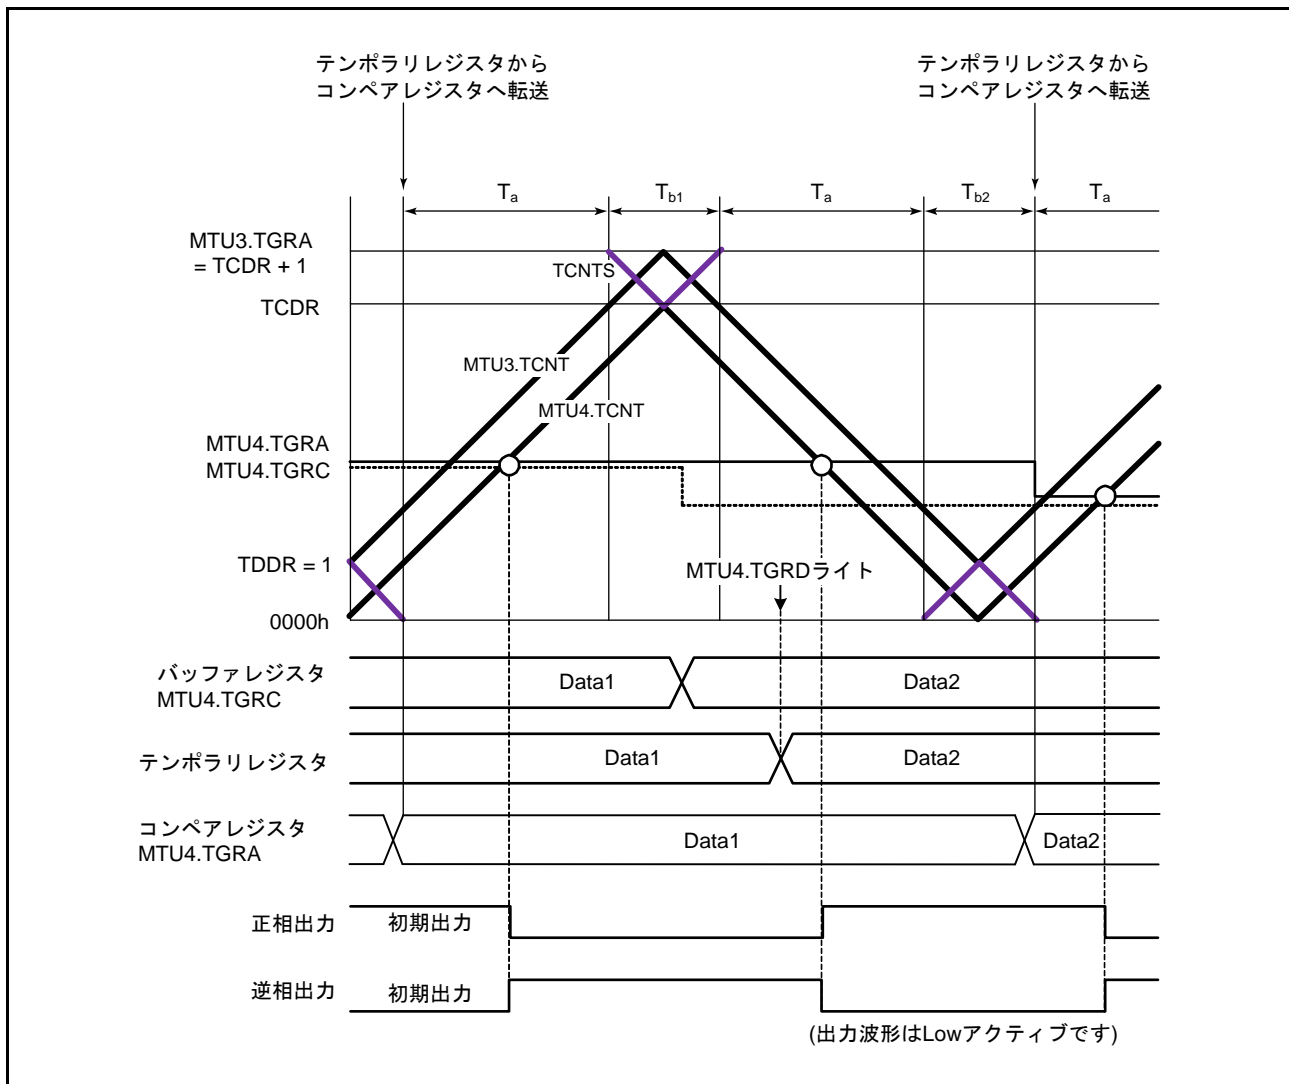 テンポラリレジスタから
コンペアレジスタへ転送
テンポラリレジスタから
コンペアレジスタへ転送
Ta
Tb1
Ta
Tb2
Ta
MTU3.TGRA
= TCDR + 1
TCNTS
TCDR
MTU3.TCNT
MTU4.TCNT
MTU4.TGRA
MTU4.TGRC
TDDR = 1
MTU4.TGRDライト
0000h
バッファレジスタ
MTU4.TGRC
Data1
Data2
テンポラリレジスタ
Data1
Data2
コンペアレジスタ
MTU4.TGRA
Data1
Data2
正相出力
初期出力
逆相出力
初期出力
(出力波形はLowアクティブです)